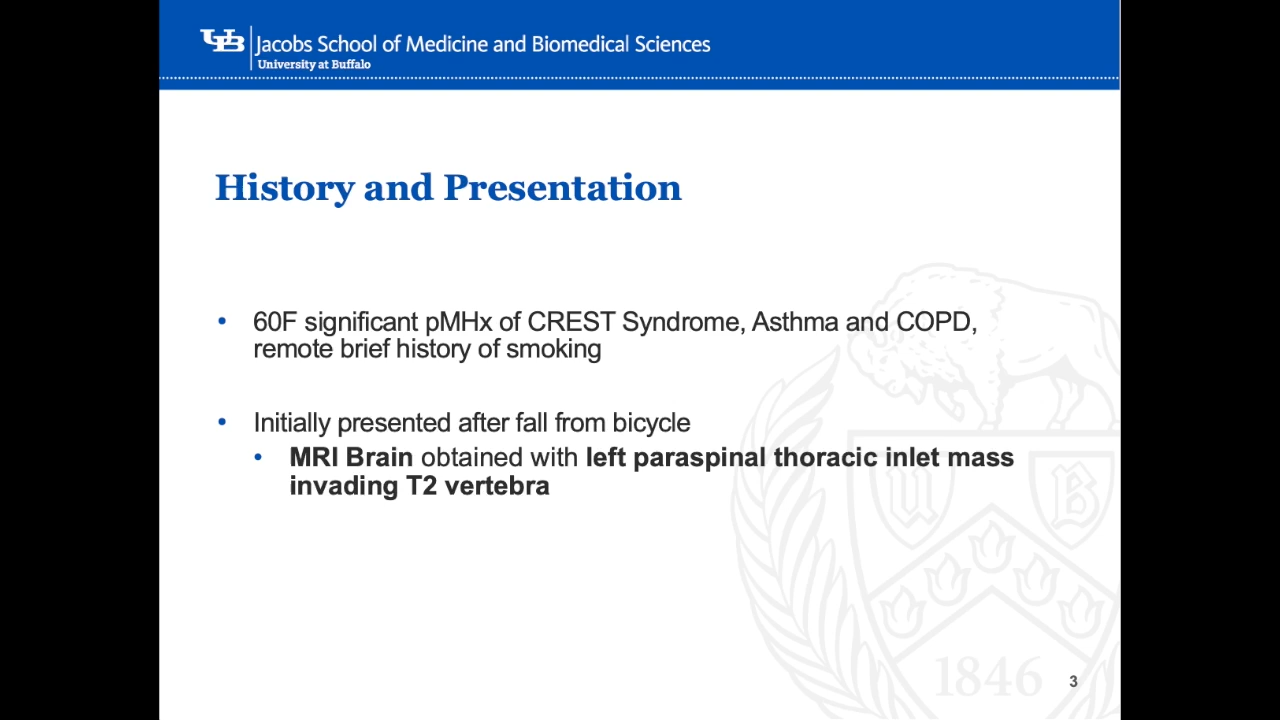 UB Jacobs School of Medicine and Biomedical Sciences
University at Buffalo
History and Presentation
• 60F significant pMHx of CREST Syndrome, Asthma and COPD,
remote brief history of smoking
• Initially presented after fall from bicycle
• MRI Brain obtained with left paraspinal thoracic inlet mass
invading T2 vertebra
U B
1846
3